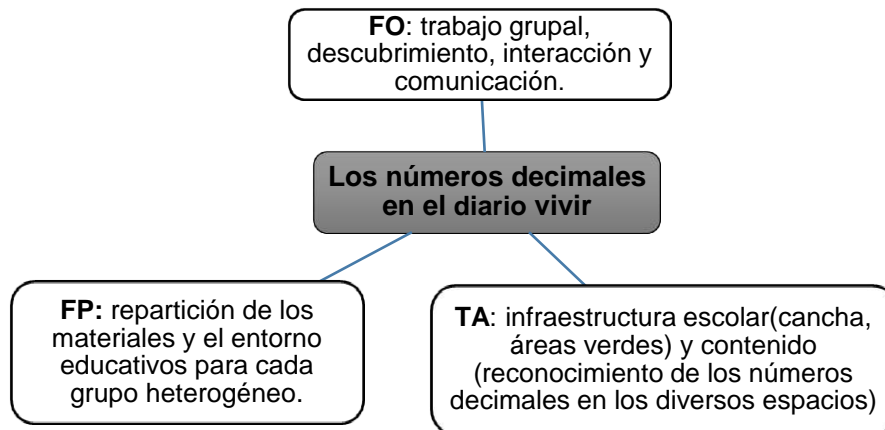 FO: trabajo grupal,
descubrimiento, interacción y
comunicación.
Los números decimales
en el diario vivir
FP: repartición de los
materiales y el entorno
educativos para cada
grupo heterogéneo.
TA: infraestructura escolar(cancha,
áreas verdes) y contenido
(reconocimiento de los números
decimales en los diversos espacios)